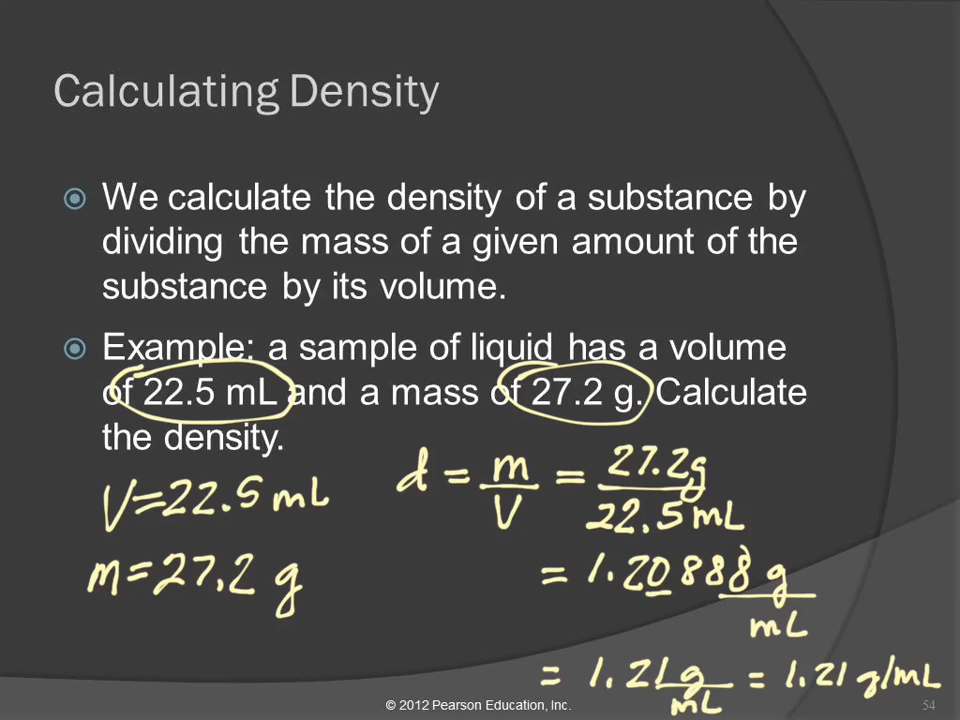 Calculating Density
We calculate the density of a substance by
dividing the mass of a given amount of the
substance by its volume.
Example: a sample of liquid has a volume
of 22.5 mL and a mass of 27.2 g. Calculate
the density.
V=22.5 mL
m=27.2 g
d = m/V = 27.2g/22.5 mL
= 1.20888 g/mL
= 1.21 g/mL = 1.21 g/mL
© 2012 Pearson Education, Inc.
54